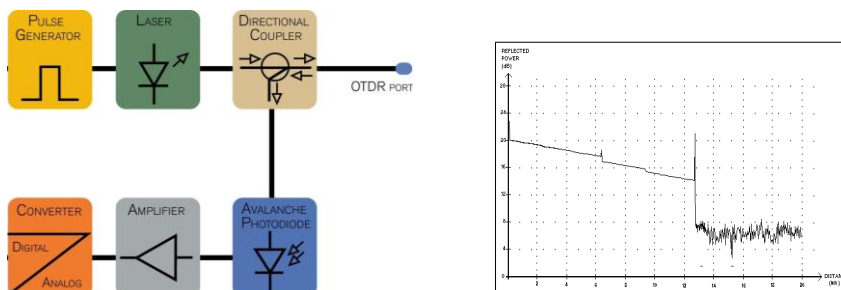 PULSE
GENERATOR
LASER
DIRECTIONAL
COUPLER
OTDR PORT
CONVERTER
DIGITAL
ANALOG
AMPLIFIER
AVALANCHE
PHOTODIODE
REFLECTED
POWER
(dB)
28
24
20
16
12
8
4
0
2
4
6
8
10
12
14
16
18
20
DISTAN
(km)